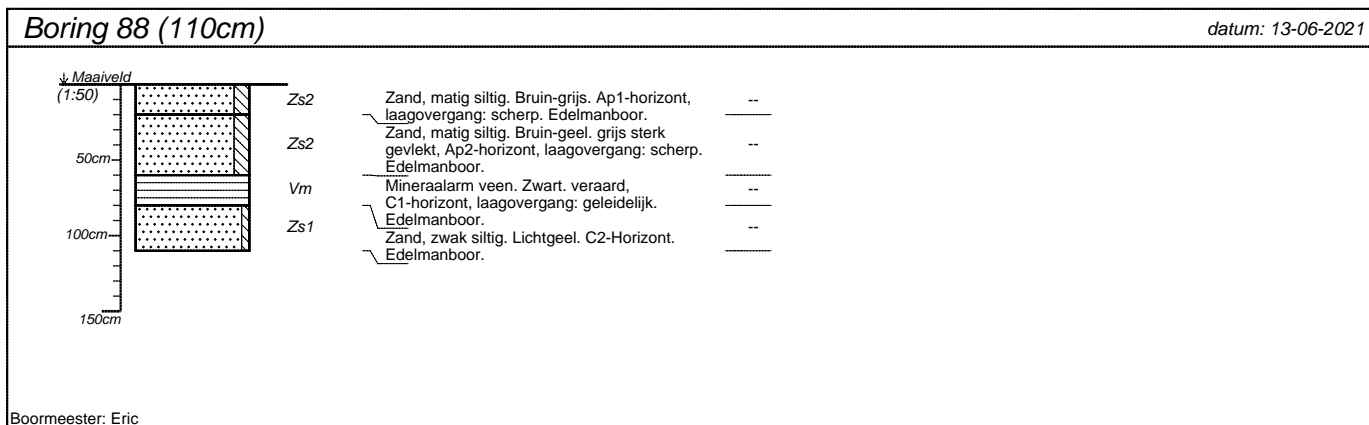 Boring 88 (110cm)
datum: 13-06-2021
Maaiveld
(1:50)
50cm
100cm
150cm
Zs2
Zand, matig siltig. Bruin-grijs. Ap1-horizont,
laagovergang: scherp. Edelmanboor.
--
Zs2
Zand, matig siltig. Bruin-geel. grijs sterk
gevlekt, Ap2-horizont, laagovergang: scherp.
Edelmanboor.
--
Vm
Mineraalarm veen. Zwart. veraard,
C1-horizont, laagovergang: geleidelijk.
Edelmanboor.
--
Zs1
Zand, zwak siltig. Lichtgeel. C2-Horizont.
Edelmanboor.
--
Boormeester: Eric